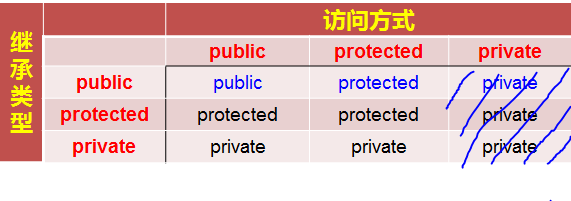 继承类型
访问方式
public protected private
public public protected private
protected protected protected private
private private private private